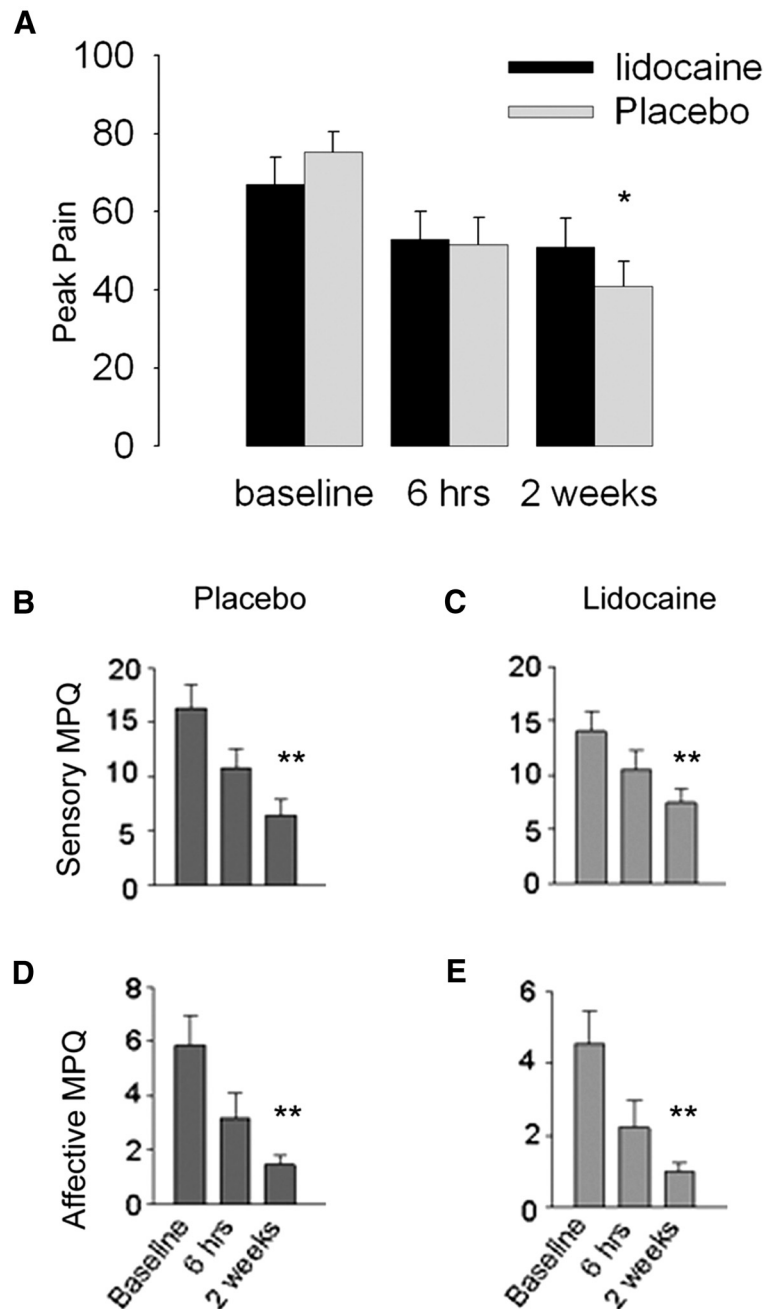 A
100
80
60
40
20
0
Peak Pain
lidocaine
Placebo
*
baseline 6 hrs 2 weeks
B Placebo
Sensory MPQ
20
15
10
5
0
**
C Lidocaine
20
15
10
5
0
**
D
Affective MPQ
8
6
4
2
0
**
Baseline
6 hrs
2 weeks
E
6
4
2
0
**
Baseline
6 hrs
2 weeks